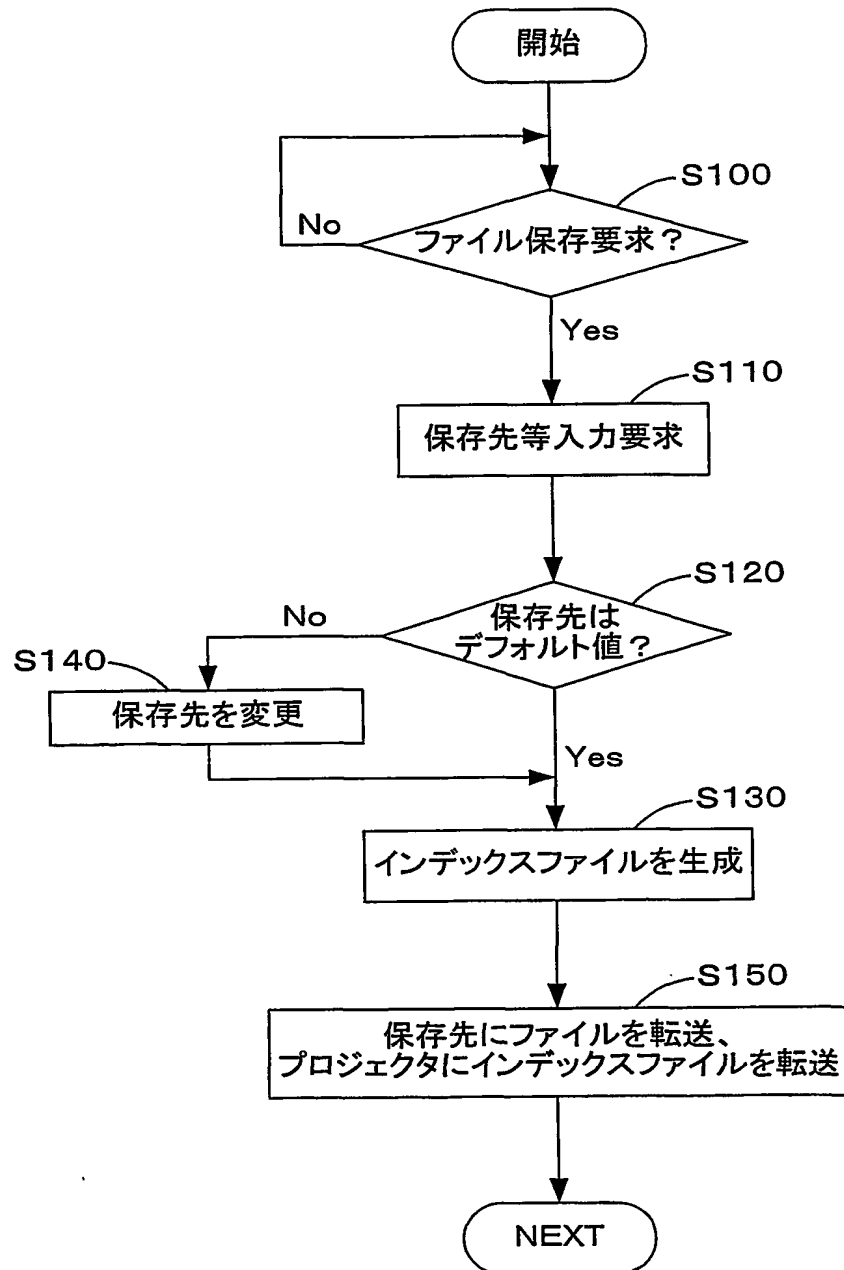 開始
S100
No
ファイル保存要求？
Yes
S110
保存先等入力要求
S120
No
保存先は
デフォルト値？
S140
保存先を変更
Yes
S130
インデックスファイルを生成
S150
保存先にファイルを転送、
プロジェクタにインデックスファイルを転送
NEXT